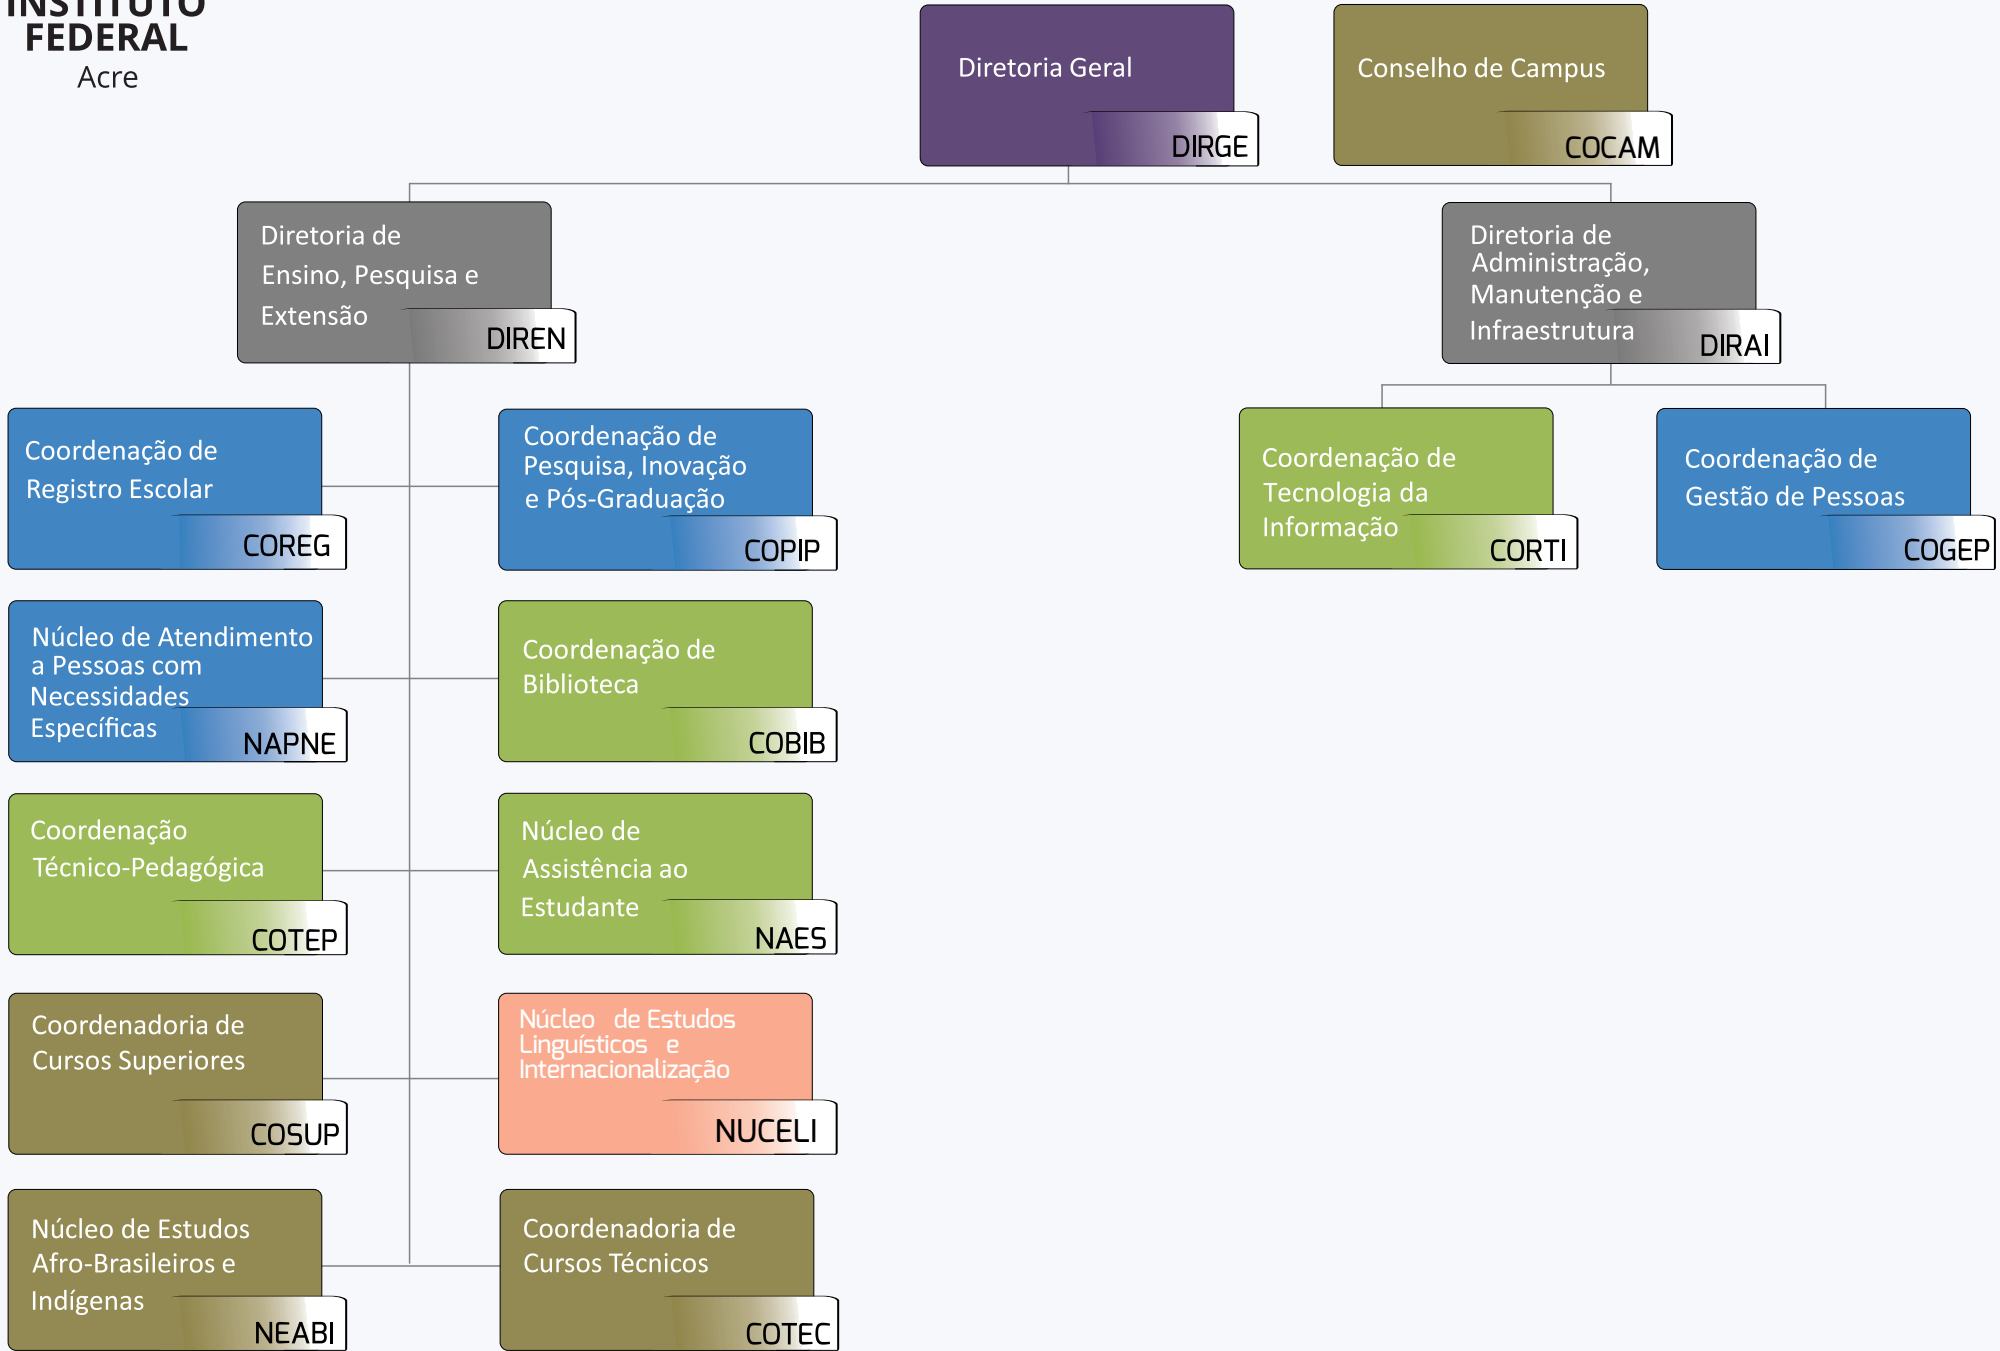 INSTITUTO
FEDERAL
Acre
Diretoria Geral
DIRGE
Conselho de Campus
COCAM
Diretoria de
Ensino, Pesquisa e
Extensão
DIREN
Diretoria de
Administração,
Manutenção e
Infraestrutura
DIRAI
Coordenação de
Registro Escolar
COREG
Coordenação de
Pesquisa, Inovação
e Pós-Graduação
COPIP
Coordenação de
Tecnologia da
Informação
CORTI
Coordenação de
Gestão de Pessoas
COGEP
Núcleo de Atendimento
a Pessoas com
Necessidades
Específicas
NAPNE
Coordenação de
Biblioteca
COBIB
Coordenação
Técnico-Pedagógica
COTEP
Núcleo de
Assistência ao
Estudante
NAES
Coordenadoria de
Cursos Superiores
COSUP
Núcleo de Estudos
Linguísticos e
Internacionalização
NUCELI
Núcleo de Estudos
Afro-Brasileiros e
Indígenas
NEABI
Coordenadoria de
Cursos Técnicos
COTEC